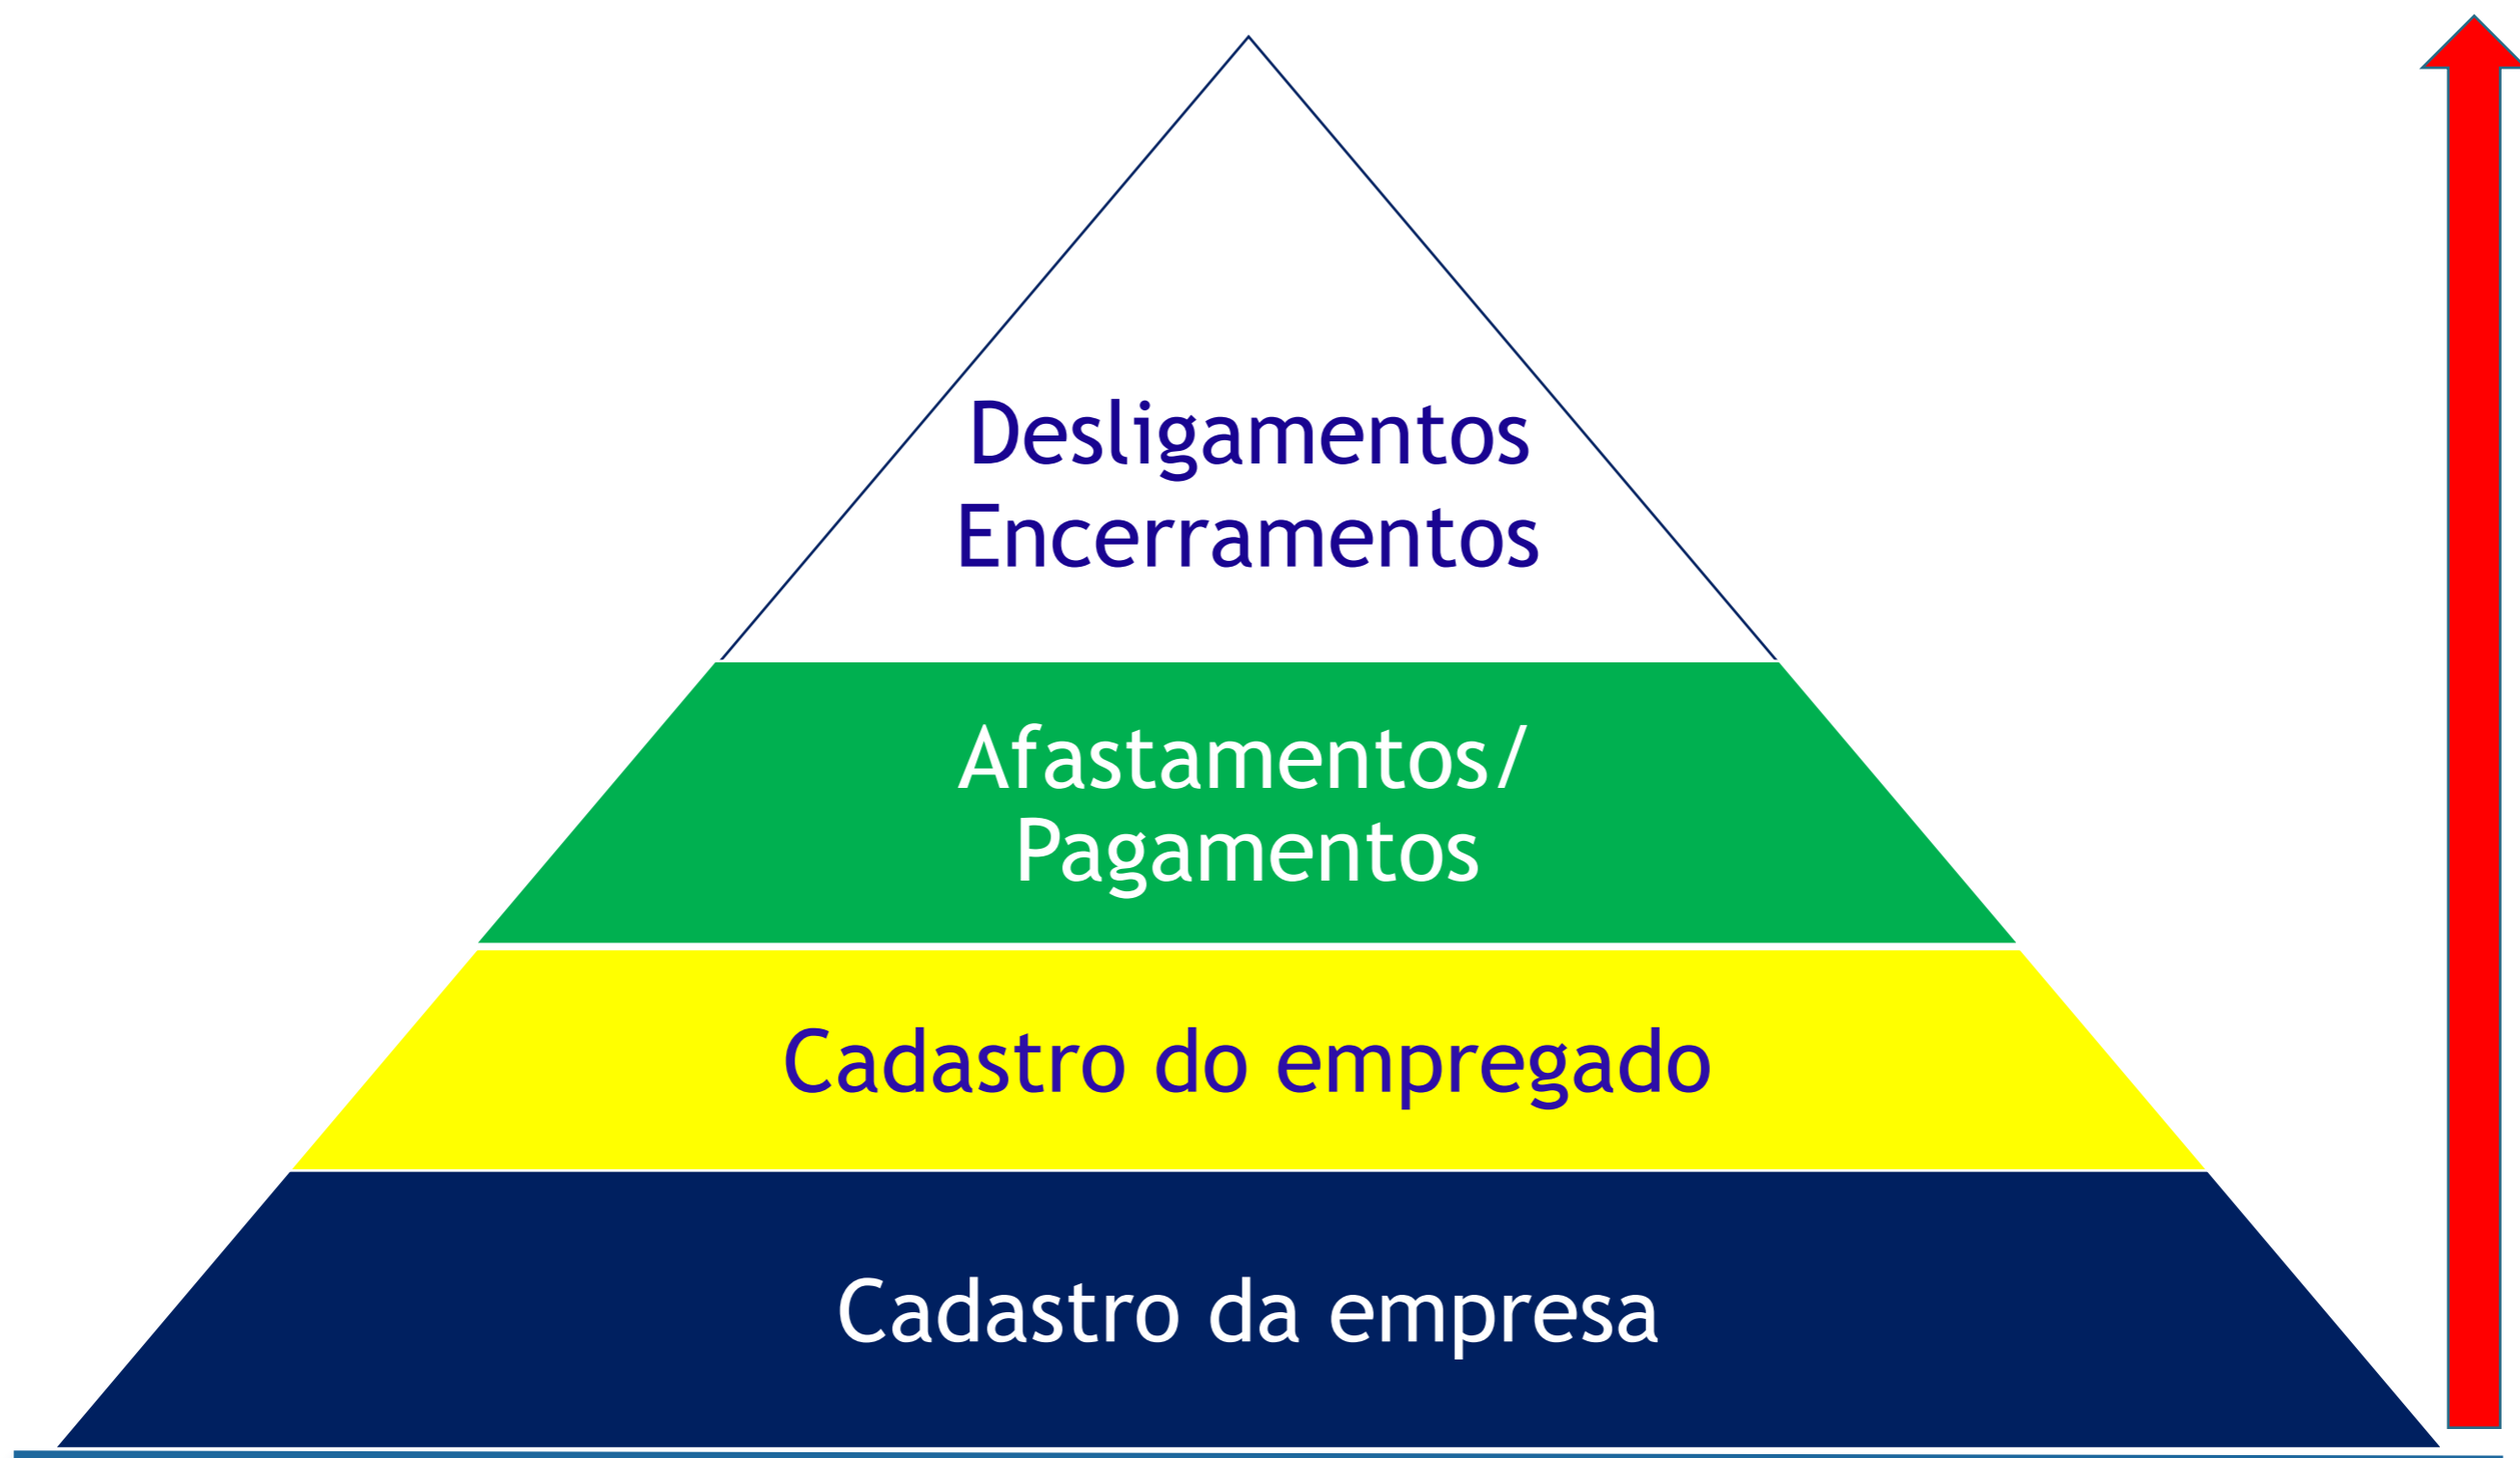 Desligamentos
Encerramentos
Afastamentos/
Pagamentos
Cadastro do empregado
Cadastro da empresa